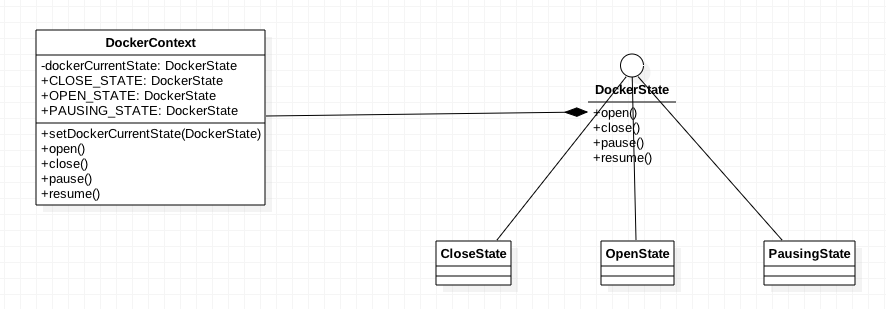 DockerContext
-dockerCurrentState: DockerState
+CLOSE_STATE: DockerState
+OPEN_STATE: DockerState
+PAUSING_STATE: DockerState
+setDockerCurrentState(DockerState)
+open()
+close()
+pause()
+resume()
DockerState
+open()
+close()
+pause()
+resume()
CloseState
OpenState
PausingState